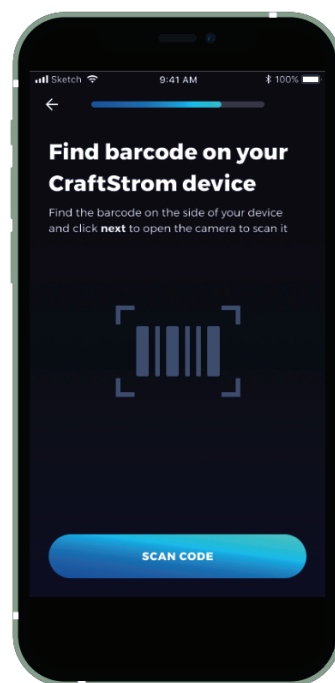 Sketch 9:41 AM 100%
Find barcode on your
CraftStrom device
Find the barcode on the side of your device
and click next to open the camera to scan it
SCAN CODE